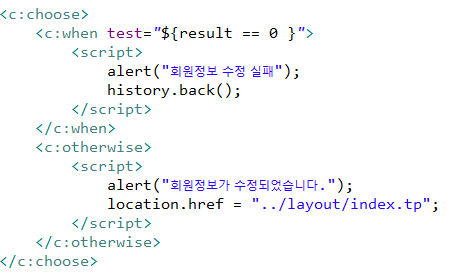 <c:choose>
    <c:when test="${result == 0 }">
        <script>
            alert("회원정보 수정 실패");
            history.back();
        </script>
    </c:when>
    <c:otherwise>
        <script>
            alert("회원정보가 수정되었습니다.");
            location.href = "../layout/index.tp";
        </script>
    </c:otherwise>
</c:choose>